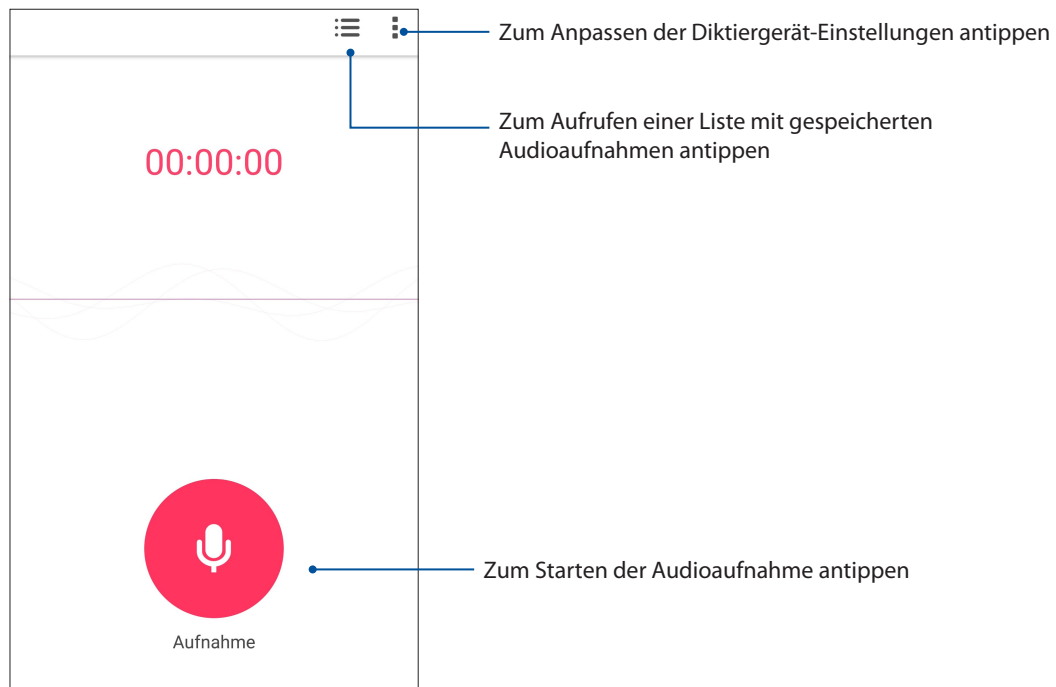 Zum Anpassen der Diktiergerät-Einstellungen antippen
Zum Aufrufen einer Liste mit gespeicherten
Audioaufnahmen antippen
00:00:00
Zum Starten der Audioaufnahme antippen
Aufnahme